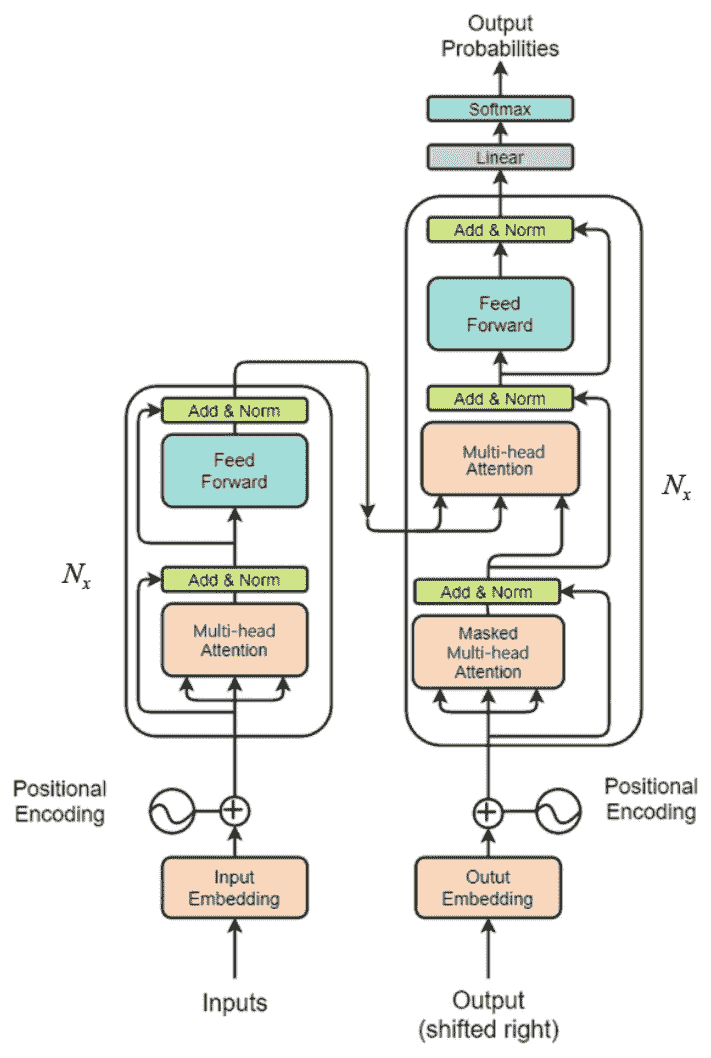 Output
Probabilities
Softmax
Linear
Add & Norm
Feed
Forward
Add & Norm
Multi-head
Attention
Nx
Add & Norm
Masked
Multi-head
Attention
Add & Norm
Feed
Forward
Nx
Add & Norm
Multi-head
Attention
Positional
Encoding
Positional
Encoding
Input
Embedding
Outut
Embedding
Inputs
Output
(shifted right)